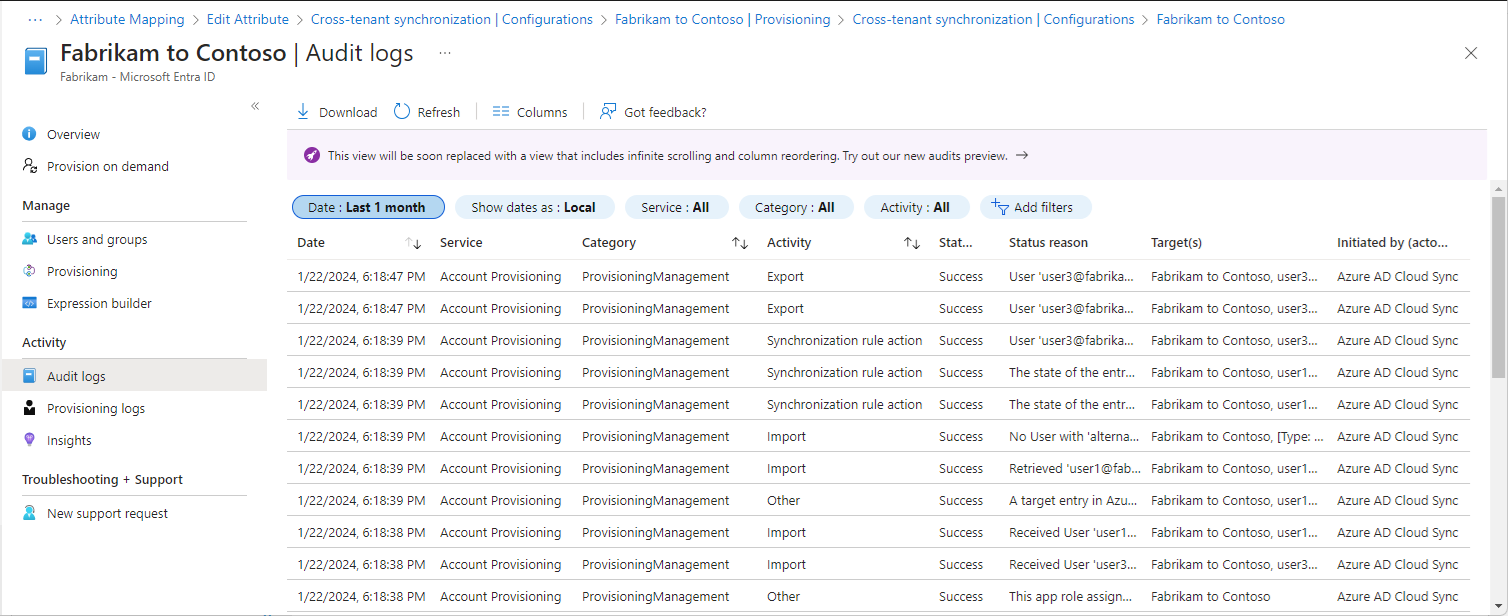 ··· > Attribute Mapping > Edit Attribute > Cross-tenant synchronization | Configurations > Fabrikam to Contoso | Provisioning > Cross-tenant synchronization | Configurations > Fabrikam to Contoso
Fabrikam to Contoso | Audit logs ···
Fabrikam - Microsoft Entra ID
«
Overview
Provision on demand
Manage
Users and groups
Provisioning
Expression builder
Activity
Audit logs
Provisioning logs
Insights
Troubleshooting + Support
New support request
Download Refresh Columns Got feedback?
This view will be soon replaced with a view that includes infinite scrolling and column reordering. Try out our new audits preview. →
Date : Last 1 month Show dates as : Local Service : All Category : All Activity : All Add filters
Date Service Category Activity Stat... Status reason Target(s) Initiated by (acto...
1/22/2024, 6:18:47 PM Account Provisioning ProvisioningManagement Export Success User 'user3@fabrika... Fabrikam to Contoso, user3... Azure AD Cloud Sync
1/22/2024, 6:18:47 PM Account Provisioning ProvisioningManagement Export Success User 'user3@fabrika... Fabrikam to Contoso, user3... Azure AD Cloud Sync
1/22/2024, 6:18:39 PM Account Provisioning ProvisioningManagement Synchronization rule action Success User 'user3@fabrika... Fabrikam to Contoso, user3... Azure AD Cloud Sync
1/22/2024, 6:18:39 PM Account Provisioning ProvisioningManagement Synchronization rule action Success The state of the entr... Fabrikam to Contoso, user1... Azure AD Cloud Sync
1/22/2024, 6:18:39 PM Account Provisioning ProvisioningManagement Synchronization rule action Success The state of the entr... Fabrikam to Contoso, user1... Azure AD Cloud Sync
1/22/2024, 6:18:39 PM Account Provisioning ProvisioningManagement Import Success No User with 'alterna... Fabrikam to Contoso, [Type: ... Azure AD Cloud Sync
1/22/2024, 6:18:39 PM Account Provisioning ProvisioningManagement Import Success Retrieved 'user1@fab... Fabrikam to Contoso, user1... Azure AD Cloud Sync
1/22/2024, 6:18:39 PM Account Provisioning ProvisioningManagement Other Success A target entry in Azu... Fabrikam to Contoso, user1... Azure AD Cloud Sync
1/22/2024, 6:18:38 PM Account Provisioning ProvisioningManagement Import Success Received User 'user1... Fabrikam to Contoso, user1... Azure AD Cloud Sync
1/22/2024, 6:18:38 PM Account Provisioning ProvisioningManagement Import Success Received User 'user3... Fabrikam to Contoso, user3... Azure AD Cloud Sync
1/22/2024, 6:18:38 PM Account Provisioning ProvisioningManagement Other Success This app role assign... Fabrikam to Contoso Azure AD Cloud Sync